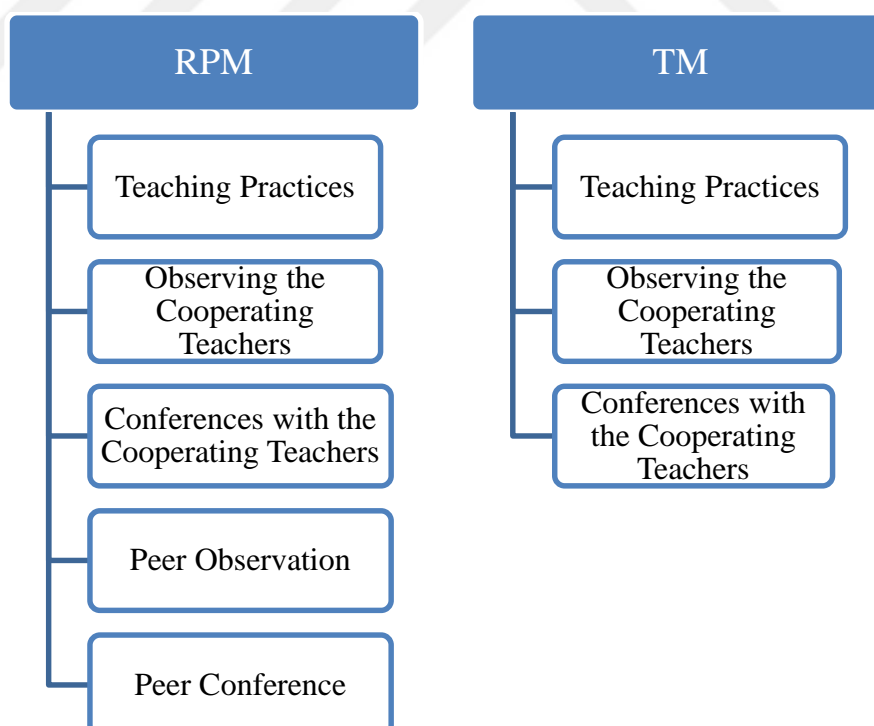 RPM
Teaching Practices
Observing the
Cooperating
Teachers
Conferences with the
Cooperating Teachers
Peer Observation
Peer Conference
TM
Teaching Practices
Observing the
Cooperating
Teachers
Conferences with
the Cooperating
Teachers